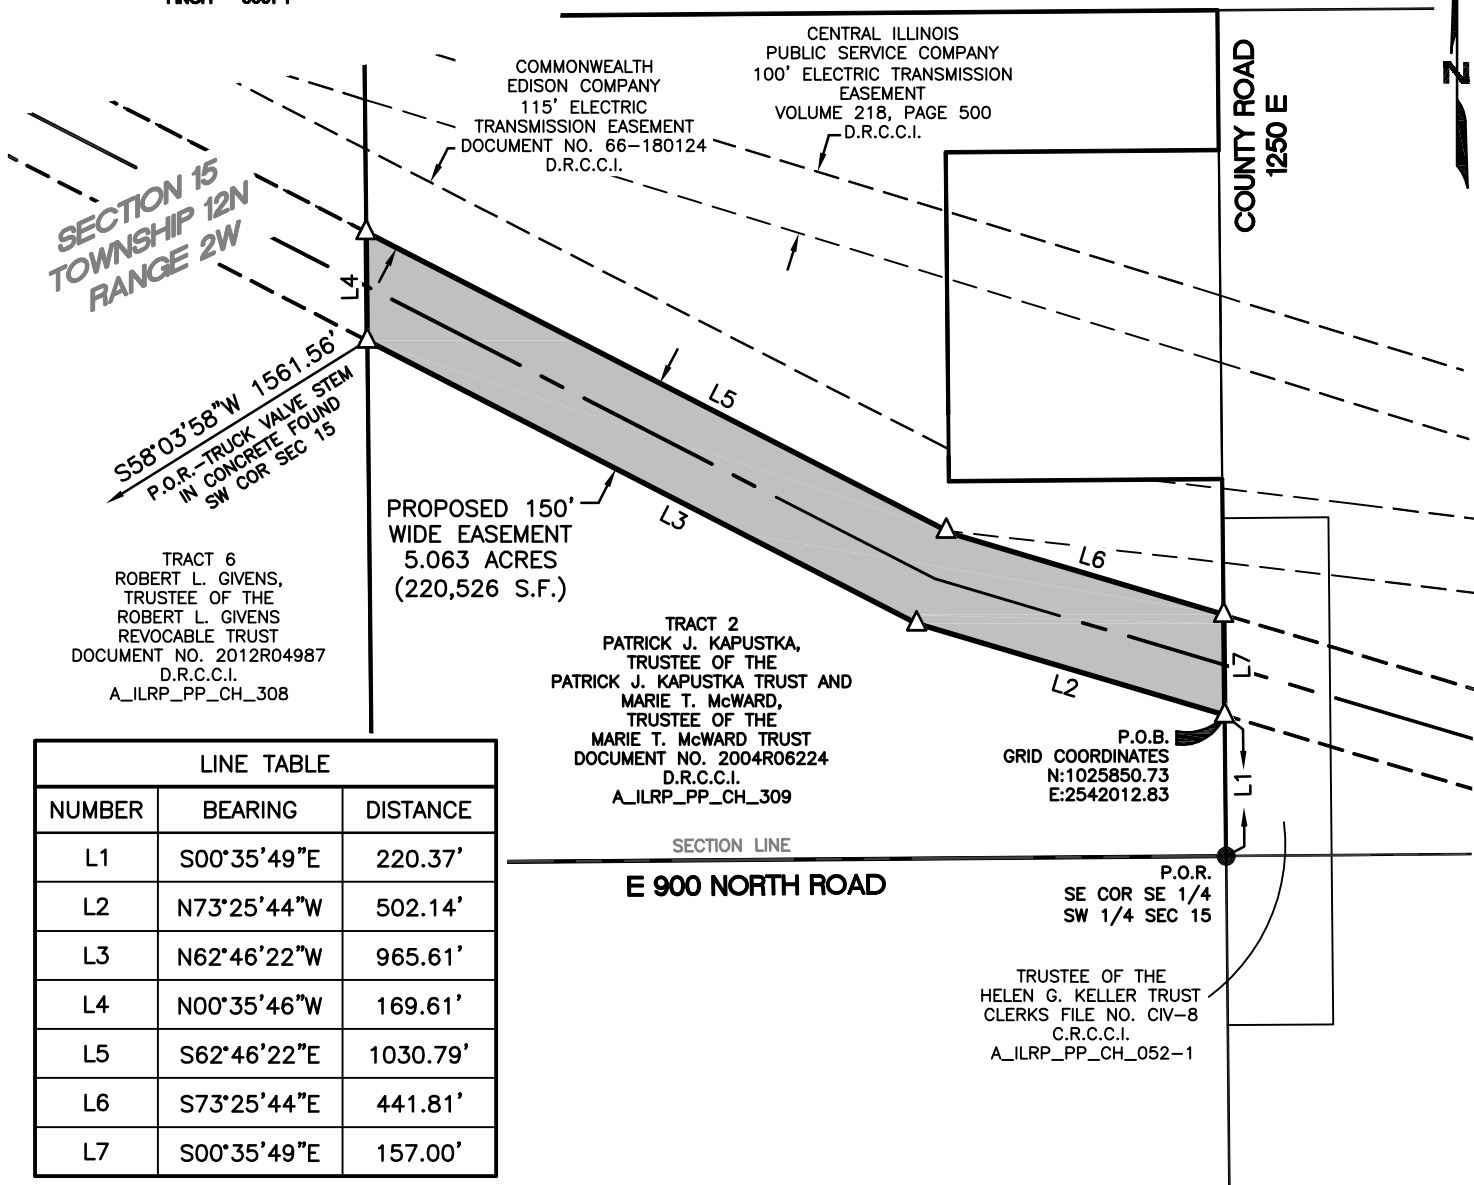 CENTRAL ILLINOIS
PUBLIC SERVICE COMPANY
100' ELECTRIC TRANSMISSION
EASEMENT
VOLUME 218, PAGE 500
D.R.C.C.I.
COMMONWEALTH
EDISON COMPANY
115' ELECTRIC
TRANSMISSION EASEMENT
DOCUMENT NO. 66-180124
D.R.C.C.I.
COUNTY ROAD
1250 E
N
SECTION 15
TOWNSHIP 12N
RANGE 2W
L4
L5
L3
L6
L2
L7
L1
S58°03'58"W 1561.56'
P.O.R.-TRUCK VALVE STEM
IN CONCRETE FOUND
SW COR SEC 15
PROPOSED 150'
WIDE EASEMENT
5.063 ACRES
(220,526 S.F.)
TRACT 6
ROBERT L. GIVENS,
TRUSTEE OF THE
ROBERT L. GIVENS
REVOCABLE TRUST
DOCUMENT NO. 2012R04987
D.R.C.C.I.
A_ILRP_PP_CH_308
TRACT 2
PATRICK J. KAPUSTKA,
TRUSTEE OF THE
PATRICK J. KAPUSTKA TRUST AND
MARIE T. McWARD,
TRUSTEE OF THE
MARIE T. McWARD TRUST
DOCUMENT NO. 2004R06224
D.R.C.C.I.
A_ILRP_PP_CH_309
P.O.B.
GRID COORDINATES
N:1025850.73
E:2542012.83
SECTION LINE
E 900 NORTH ROAD
P.O.R.
SE COR SE 1/4
SW 1/4 SEC 15
TRUSTEE OF THE
HELEN G. KELLER TRUST
CLERKS FILE NO. CIV-8
C.R.C.C.I.
A_ILRP_PP_CH_052-1
LINE TABLE
NUMBER BEARING DISTANCE
L1 S00°35'49"E 220.37'
L2 N73°25'44"W 502.14'
L3 N62°46'22"W 965.61'
L4 N00°35'46"W 169.61'
L5 S62°46'22"E 1030.79'
L6 S73°25'44"E 441.81'
L7 S00°35'49"E 157.00'